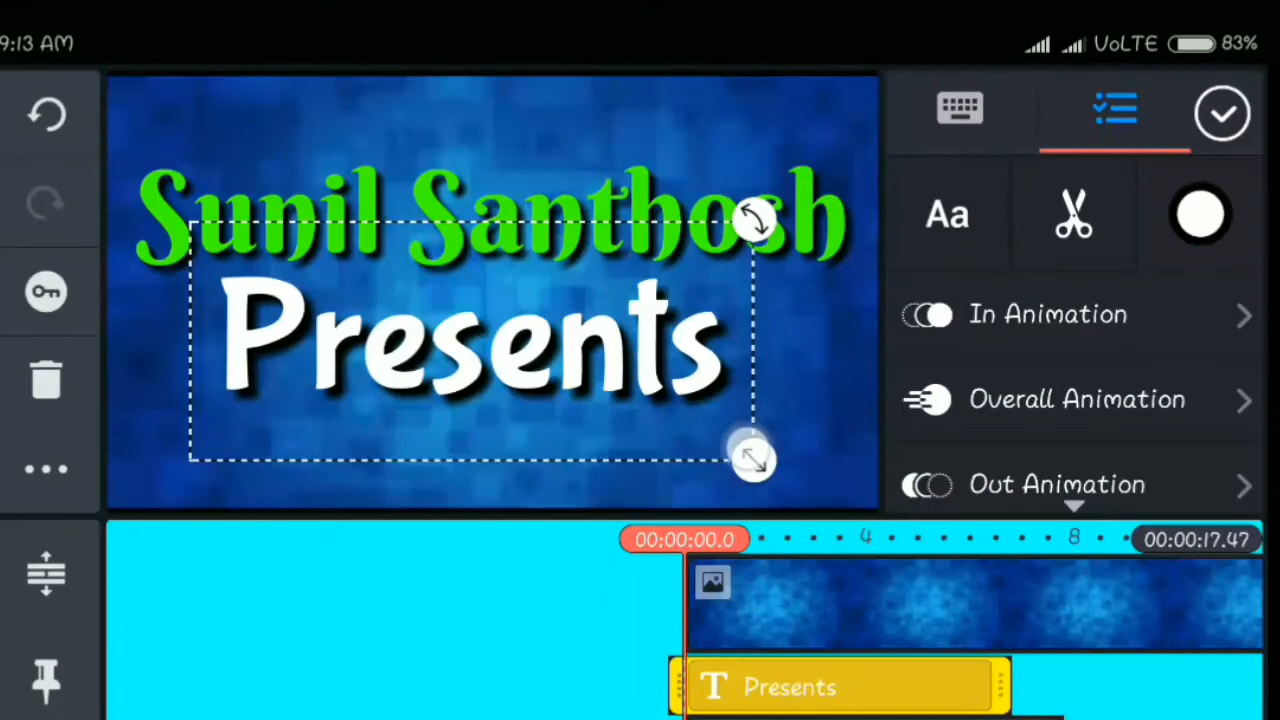 9:13 AM VoLTE 83%
Sunil Santhosh
Presents
Aa
In Animation
Overall Animation
Out Animation
00:00:00.0 4 8 00:00:17.47
T Presents